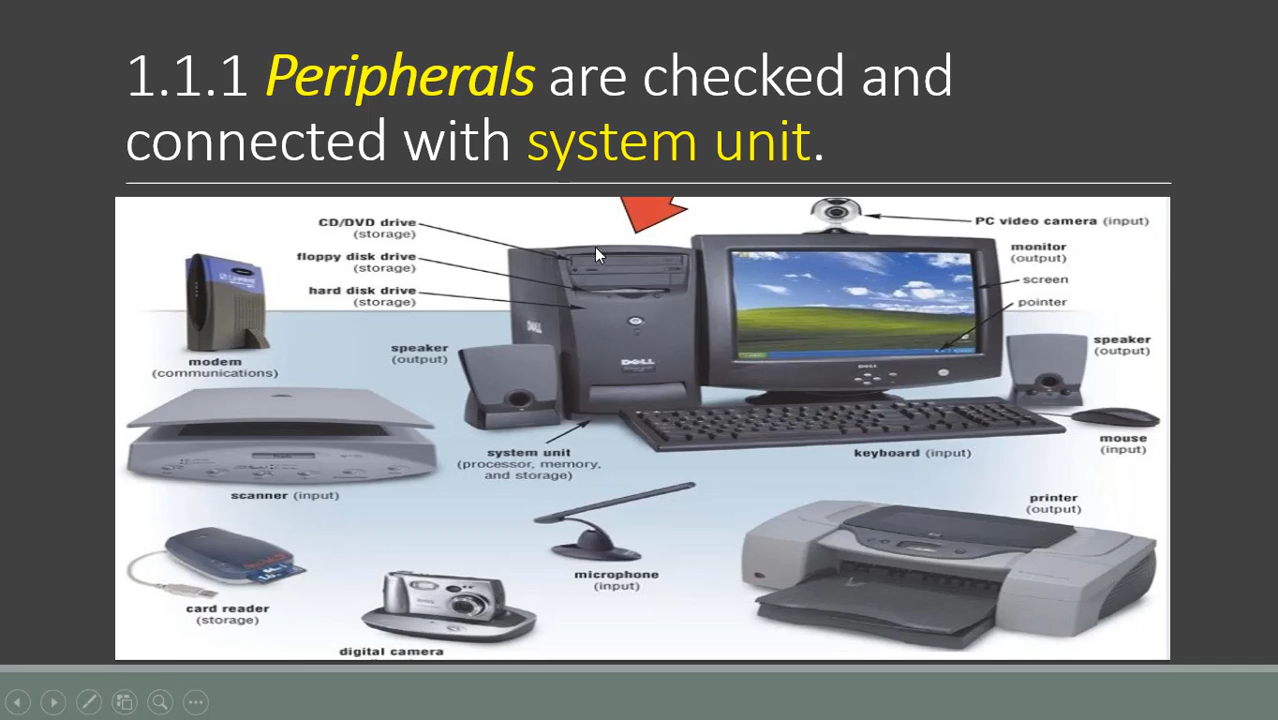 1.1.1 Peripherals are checked and
connected with system unit.
CD/DVD drive
(storage)
floppy disk drive
(storage)
hard disk drive
(storage)
PC video camera (input)
monitor
(output)
screen
pointer
modem
(communications)
speaker
(output)
DELL
DELL
DELL
speaker
(output)
mouse
(input)
system unit
(processor, memory,
and storage)
keyboard (input)
scanner (input)
printer
(output)
microphone
(input)
card reader
(storage)
digital camera